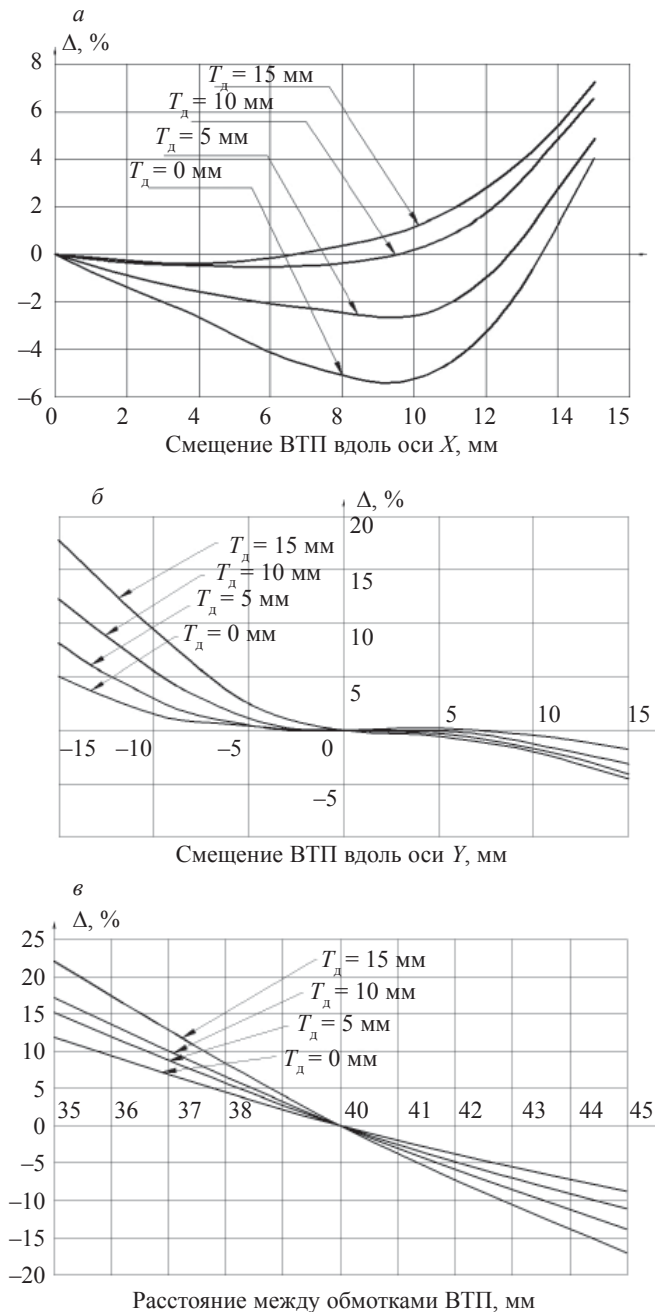 а
Δ, %
8
6
4
2
0
–2
–4
–6
T_д = 15 мм
T_д = 10 мм
T_д = 5 мм
T_д = 0 мм
0 2 4 6 8 10 12 14 15
Смещение ВТП вдоль оси X, мм
б
Δ, %
20
15
10
5
T_д = 15 мм
T_д = 10 мм
T_д = 5 мм
T_д = 0 мм
5 10 15
–15 –10 –5 0
–5
Смещение ВТП вдоль оси Y, мм
в
Δ, %
25
20
15
10
5
0
–5
–10
–15
–20
T_д = 15 мм
T_д = 10 мм
T_д = 5 мм
T_д = 0 мм
35 36 37 38 40 41 42 43 44 45
Расстояние между обмотками ВТП, мм